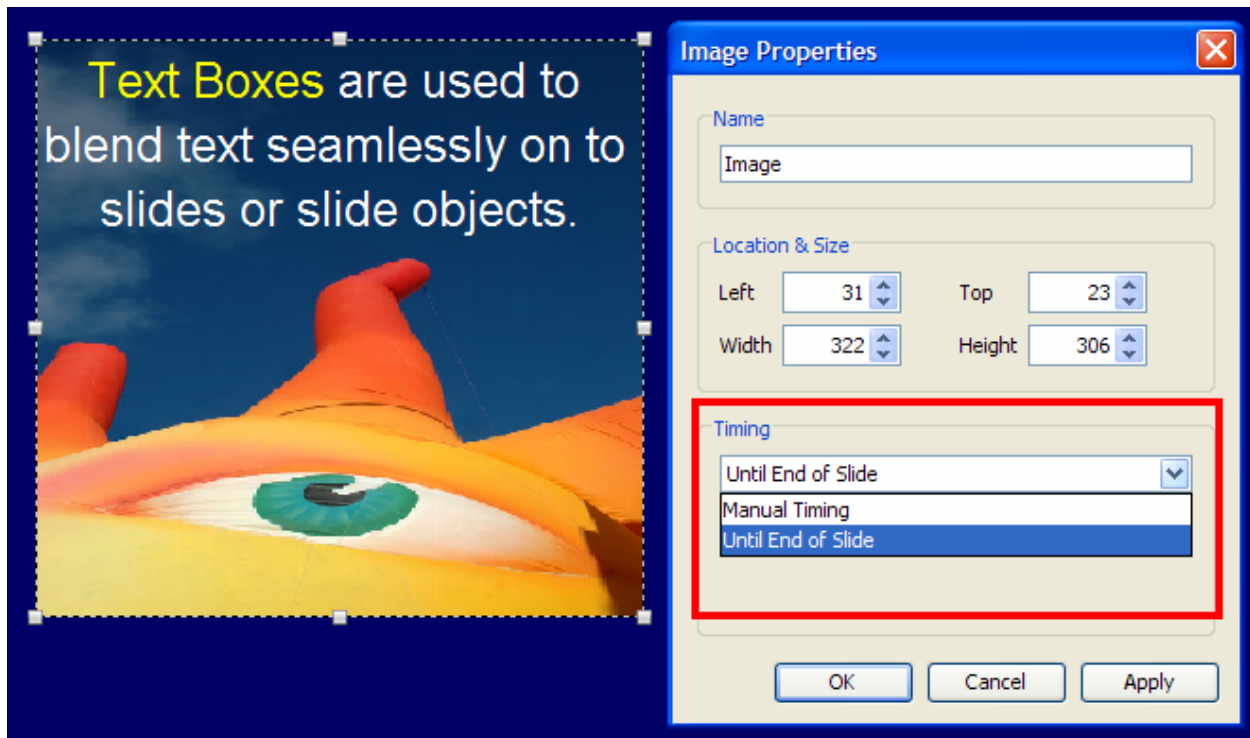 Text Boxes are used to
blend text seamlessly on to
slides or slide objects.
Image Properties
Name
Image
Location & Size
Left 31 Top 23
Width 322 Height 306
Timing
Until End of Slide
Manual Timing
Until End of Slide
OK Cancel Apply